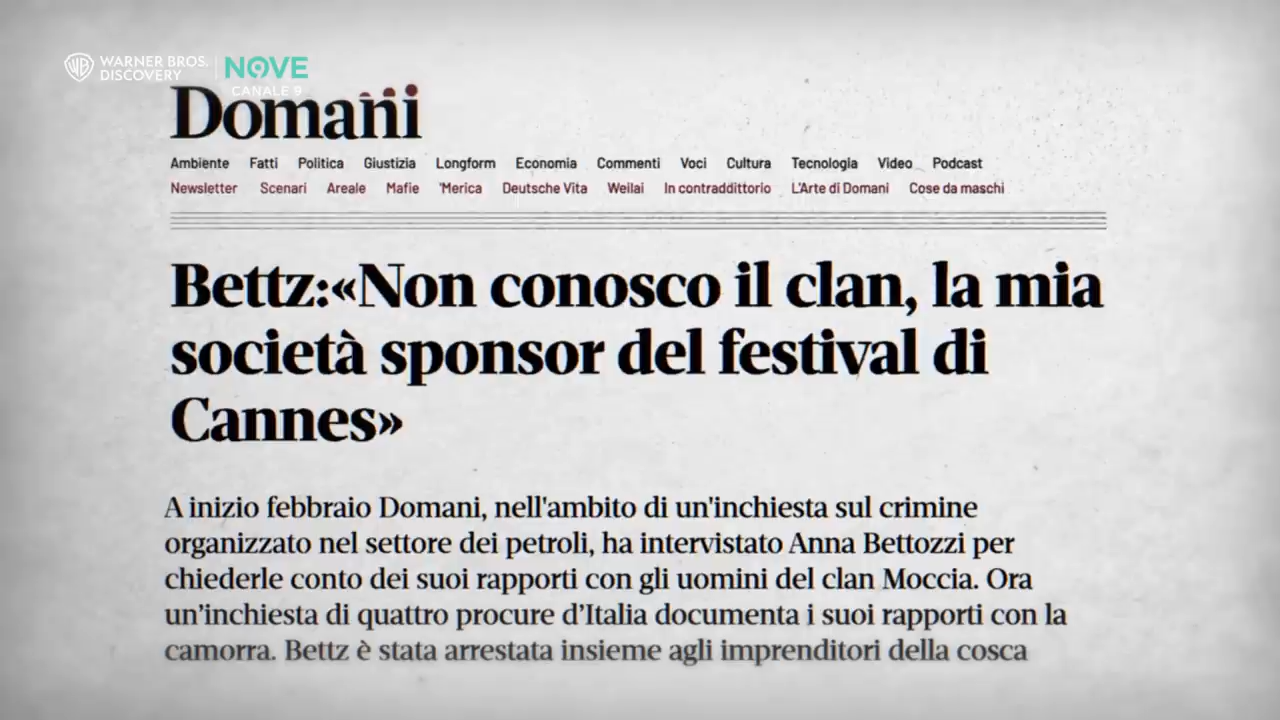 WARNER BROS. DISCOVERY
NOVE
CANALE 9
Domani
Ambiente Fatti Politica Giustizia Longform Economia Commenti Voci Cultura Tecnologia Video Podcast
Newsletter Scenari Areale Mafie 'Merica Deutsche Vita Weilai In contraddittorio L'Arte di Domani Cose da maschi
Bettz:«Non conosco il clan, la mia
società sponsor del festival di
Cannes»
A inizio febbraio Domani, nell'ambito di un'inchiesta sul crimine
organizzato nel settore dei petroli, ha intervistato Anna Bettozzi per
chiederle conto dei suoi rapporti con gli uomini del clan Moccia. Ora
un’inchiesta di quattro procure d’Italia documenta i suoi rapporti con la
camorra. Bettz è stata arrestata insieme agli imprenditori della cosca